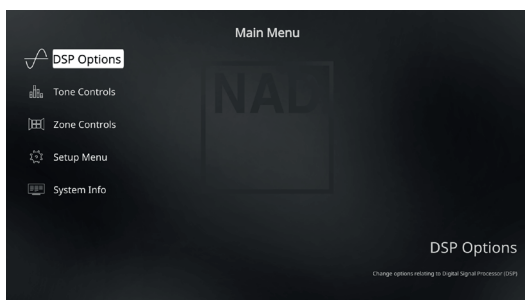 Main Menu
DSP Options
Tone Controls
Zone Controls
Setup Menu
System Info
NAD
DSP Options
Change options relating to Digital Signal Processor (DSP)